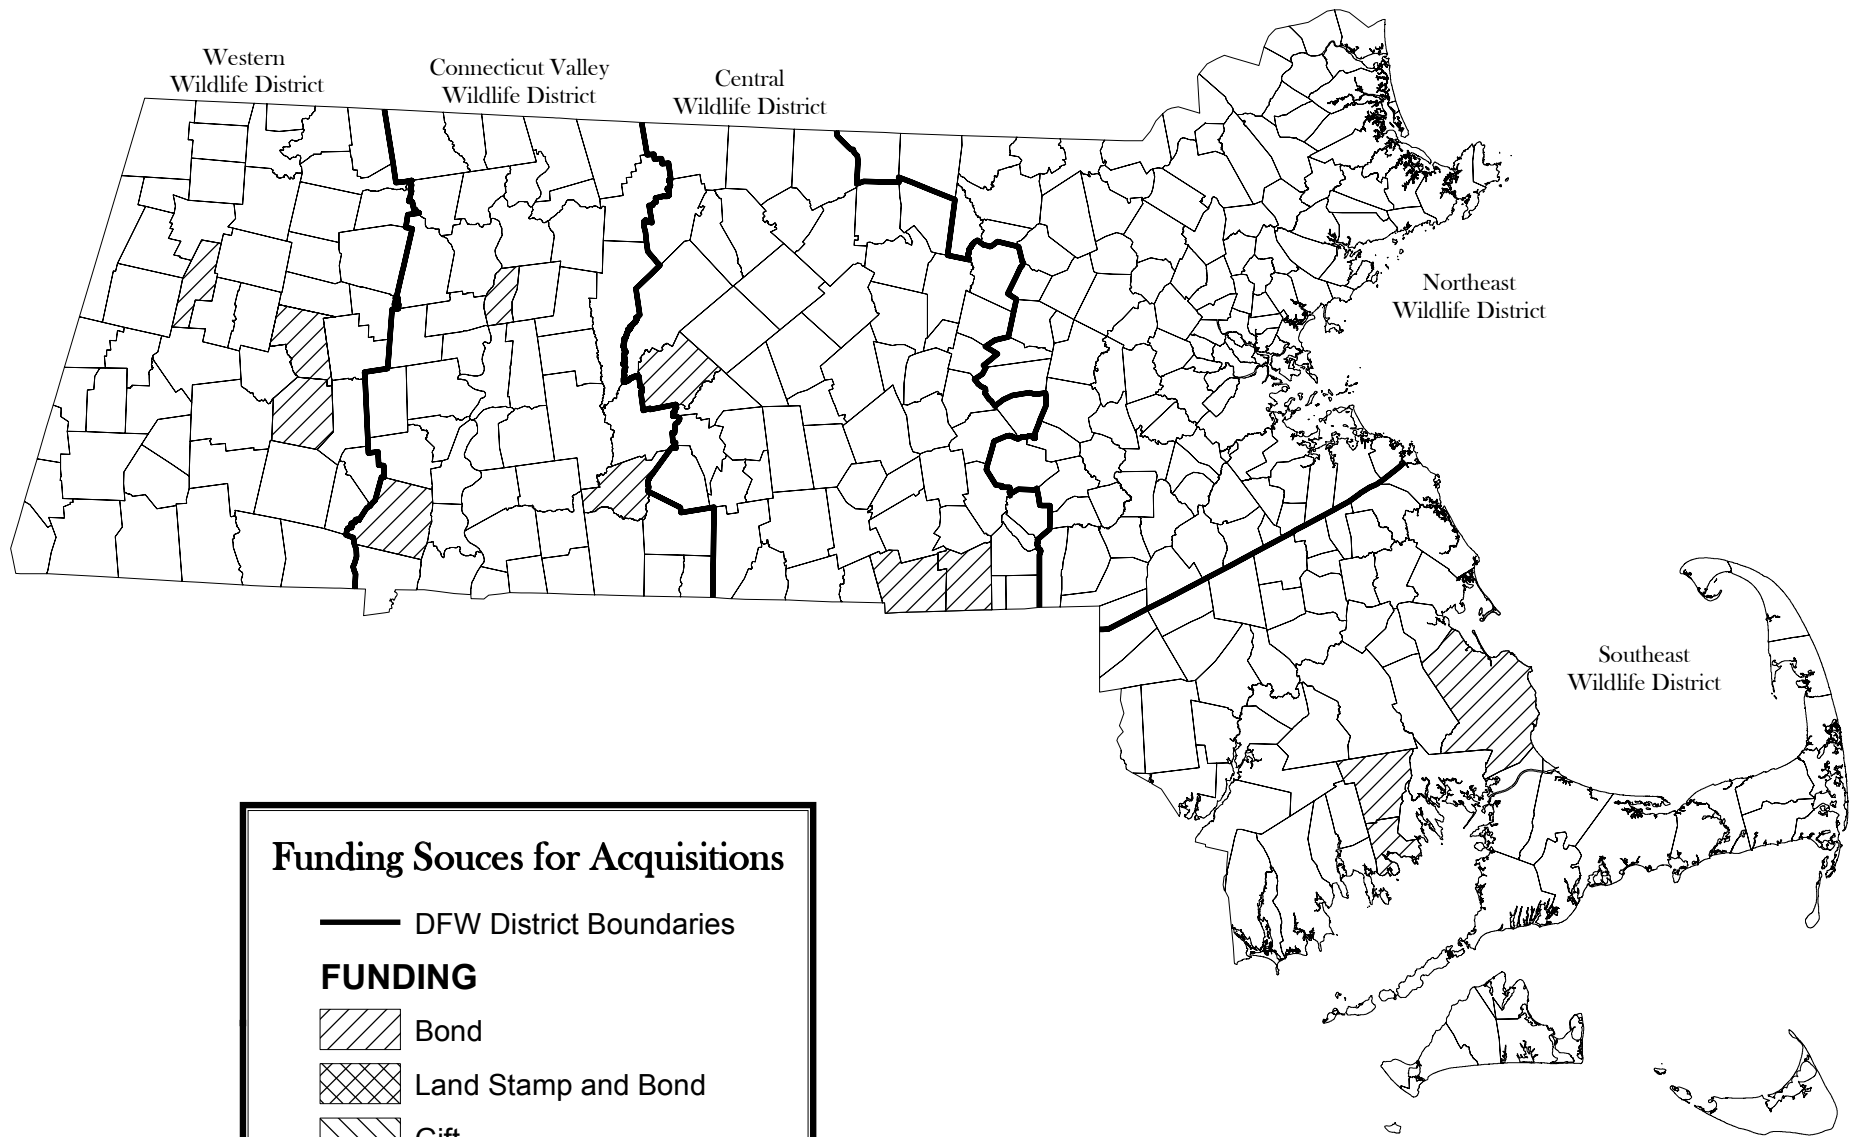 Western
Wildlife District
Connecticut Valley
Wildlife District
Central
Wildlife District
Northeast
Wildlife District
Southeast
Wildlife District
Funding Souces for Acquisitions
DFW District Boundaries
FUNDING
Bond
Land Stamp and Bond
Gift